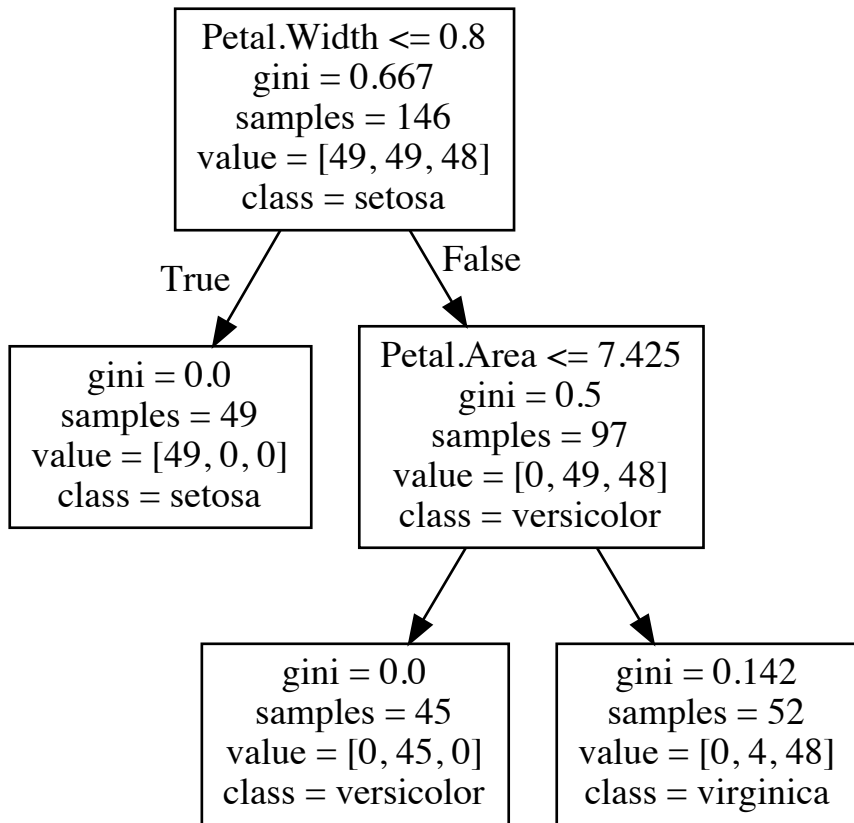 Petal.Width <= 0.8
gini = 0.667
samples = 146
value = [49, 49, 48]
class = setosa
True
False
gini = 0.0
samples = 49
value = [49, 0, 0]
class = setosa
Petal.Area <= 7.425
gini = 0.5
samples = 97
value = [0, 49, 48]
class = versicolor
gini = 0.0
samples = 45
value = [0, 45, 0]
class = versicolor
gini = 0.142
samples = 52
value = [0, 4, 48]
class = virginica